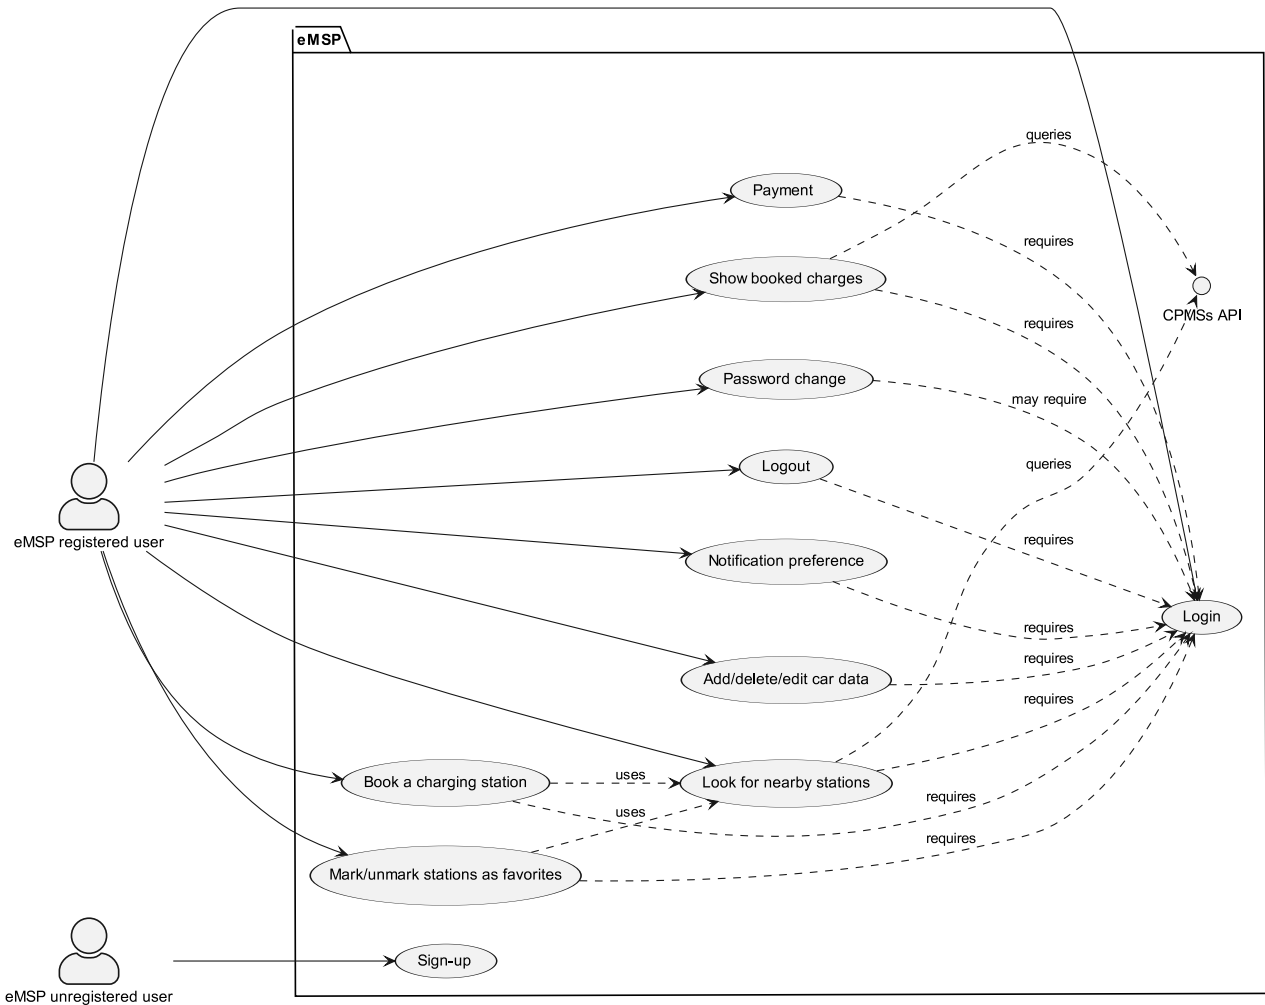 eMSP
queries
Payment
requires
Show booked charges
CPMSs API
requires
Password change
may require
Logout
queries
eMSP registered user
requires
Notification preference
Login
requires
requires
Add/delete/edit car data
requires
Book a charging station
uses
Look for nearby stations
requires
uses
requires
Mark/unmark stations as favorites
Sign-up
eMSP unregistered user